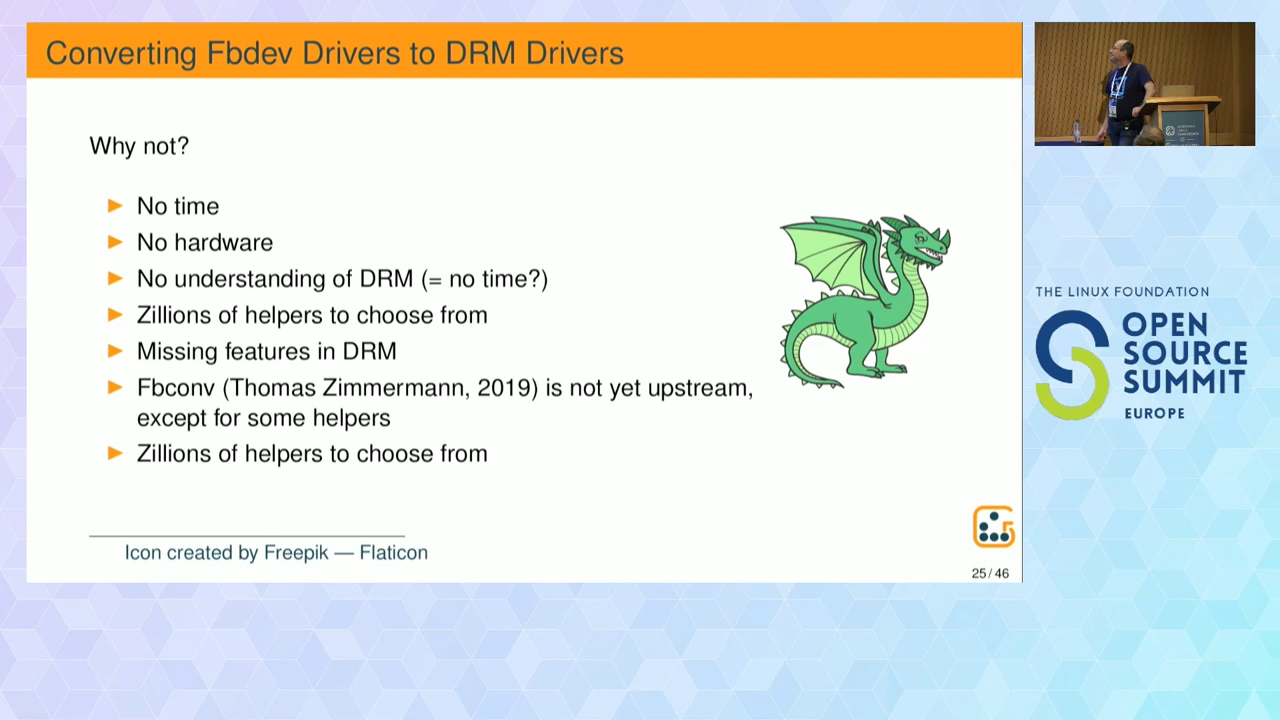 Converting Fbdev Drivers to DRM Drivers
Why not?
No time
No hardware
No understanding of DRM (= no time?)
Zillions of helpers to choose from
Missing features in DRM
Fbconv (Thomas Zimmermann, 2019) is not yet upstream,
except for some helpers
Zillions of helpers to choose from
Icon created by Freepik — Flaticon
25 / 46
THE LINUX FOUNDATION
OPEN
SOURCE
SUMMIT
EUROPE